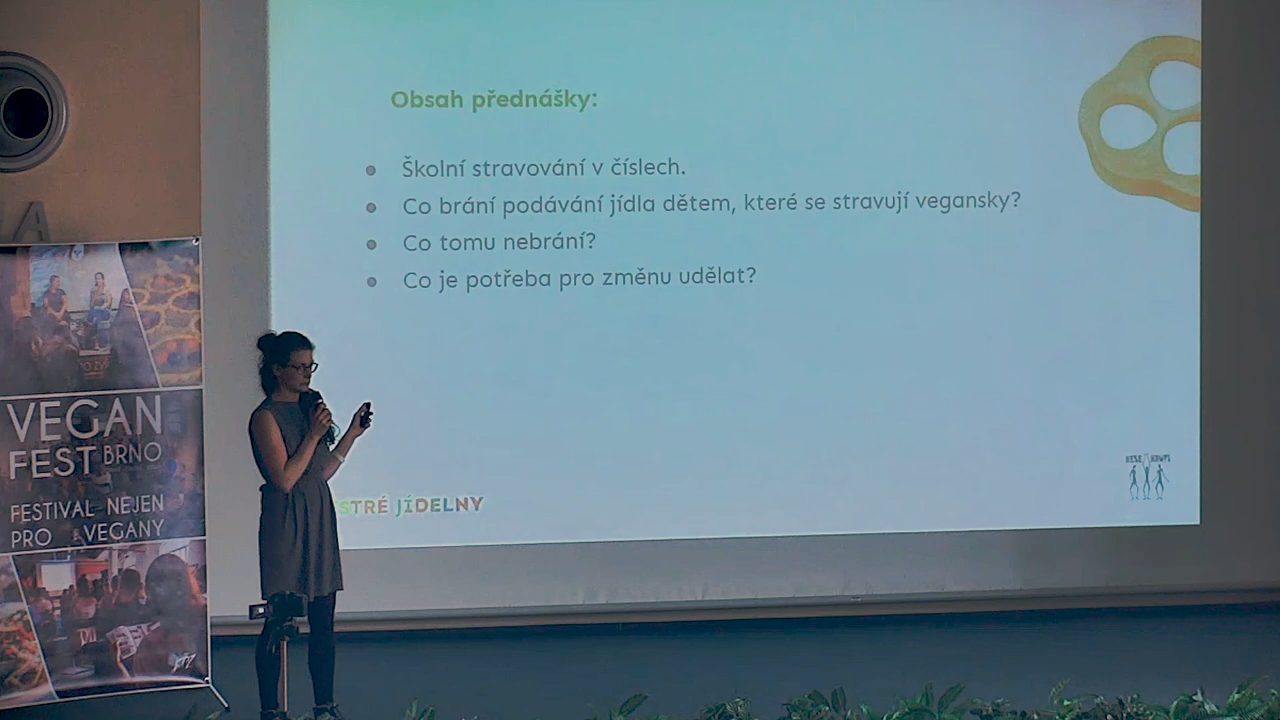 Obsah přednášky:
Školní stravování v číslech.
Co brání podávání jídla dětem, které se stravují vegansky?
Co tomu nebrání?
Co je potřeba pro změnu udělat?
STRÉ JÍDELNY
VEGAN
FEST BRNO
FESTIVAL NEJEN
PRO VEGANY